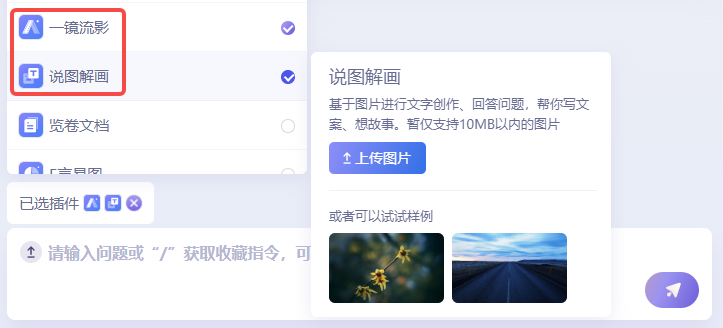 一镜流影
说图解画
览卷文档
E言易图
已选插件
请输入问题或“/”获取收藏指令，可
说图解画
基于图片进行文字创作、回答问题，帮你写文
案、想故事。暂仅支持10MB以内的图片
上传图片
或者可以试试样例